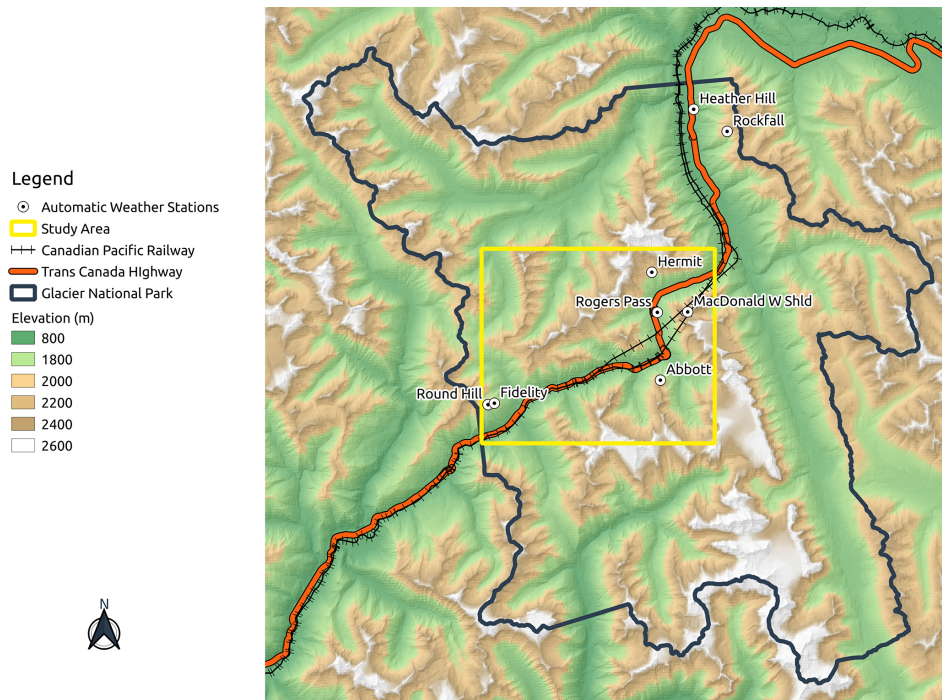 Legend
Automatic Weather Stations
Study Area
Canadian Pacific Railway
Trans Canada HIghway
Glacier National Park
Elevation (m)
800
1800
2000
2200
2400
2600
N
Heather Hill
Rockfall
Hermit
Rogers Pass
MacDonald W Shld
Abbott
Round Hill
Fidelity